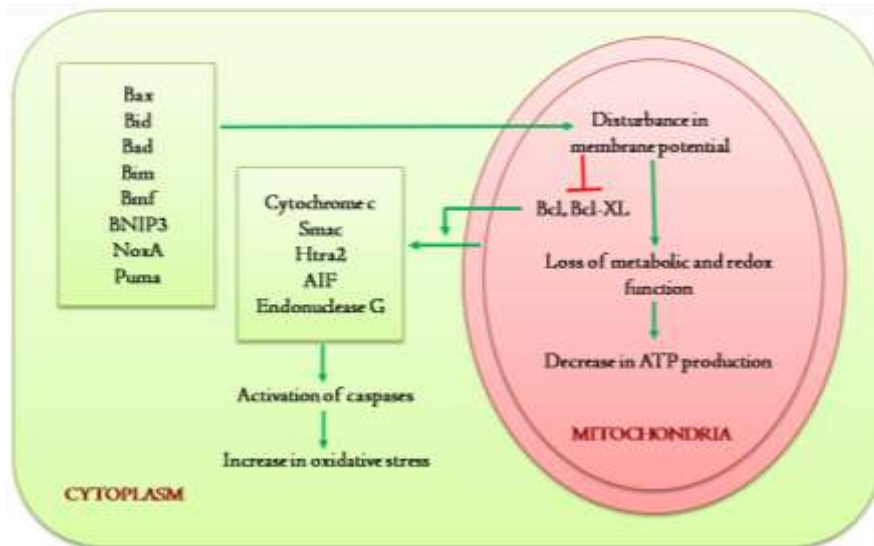 Bax
Bid
Bad
Bim
Bmf
BNIP3
NoxA
Puma
Cytochrome c
Smac
Htra2
AIF
Endonuclease G
Activation of caspases
Increase in oxidative stress
CYTOPLASM
Disturbance in
membrane potential
Bcl, Bcl-XL
Loss of metabolic and redox
function
Decrease in ATP production
MITOCHONDRIA